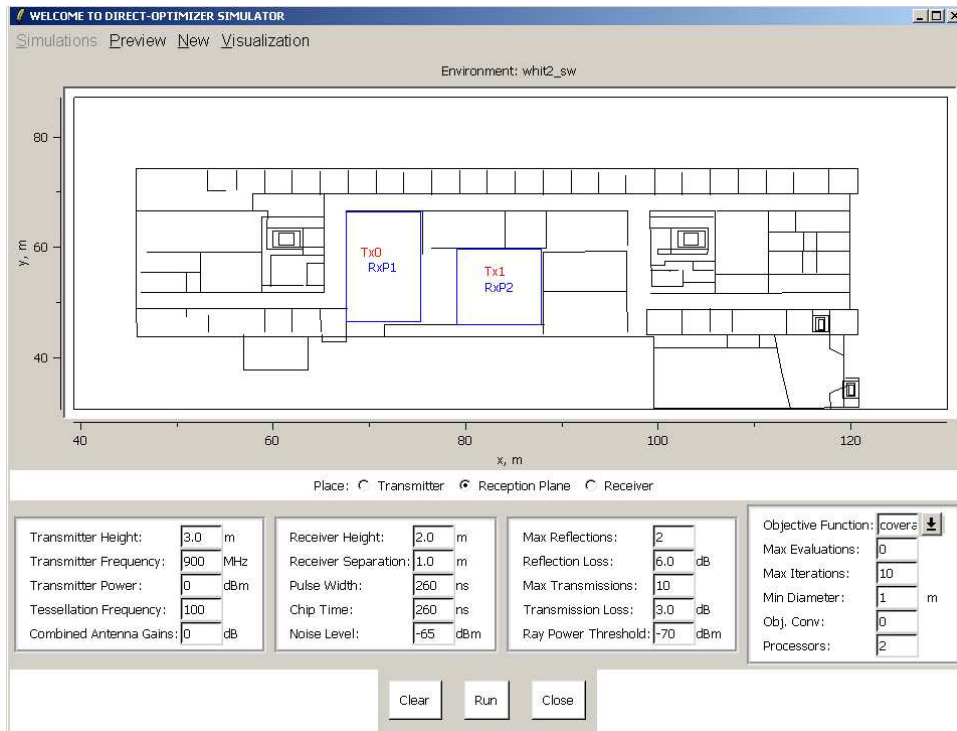 WELCOME TO DIRECT-OPTIMIZER SIMULATOR
Simulations Preview New Visualization
Environment: whit2_sw
80
60
40
y, m
Tx0
RxP1
Tx1
RxP2
40 60 80 100 120
x, m
Place: Transmitter Reception Plane Receiver
Transmitter Height: 3.0 m
Transmitter Frequency: 900 MHz
Transmitter Power: 0 dBm
Tessellation Frequency: 100
Combined Antenna Gains: 0 dB
Receiver Height: 2.0 m
Receiver Separation: 1.0 m
Pulse Width: 260 ns
Chip Time: 260 ns
Noise Level: -65 dBm
Max Reflections: 2
Reflection Loss: 6.0 dB
Max Transmissions: 10
Transmission Loss: 3.0 dB
Ray Power Threshold: -70 dBm
Objective Function: covera
Max Evaluations: 0
Max Iterations: 10
Min Diameter: 1 m
Obj. Conv: 0
Processors: 2
Clear Run Close